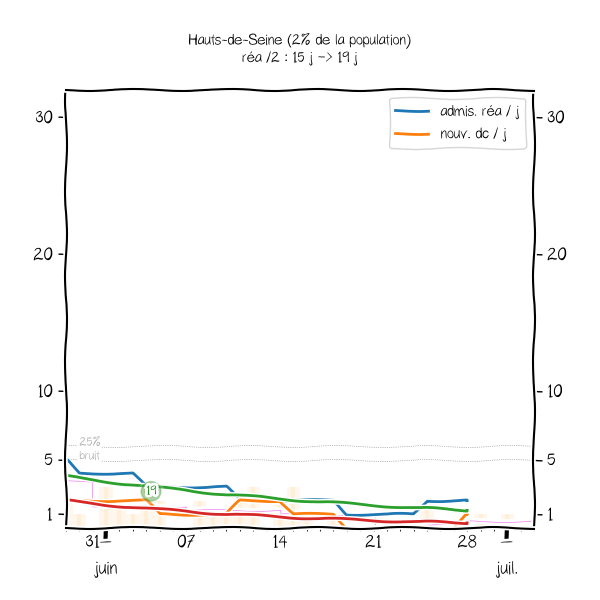 Hauts-de-Seine (2% de la population)
réa /2 : 15 j -> 19 j
admis. réa / j
nouv. dc / j
30
30
20
20
10
10
25%
bruit
5
5
19
1
1
31
07
14
21
28
juin
juil.